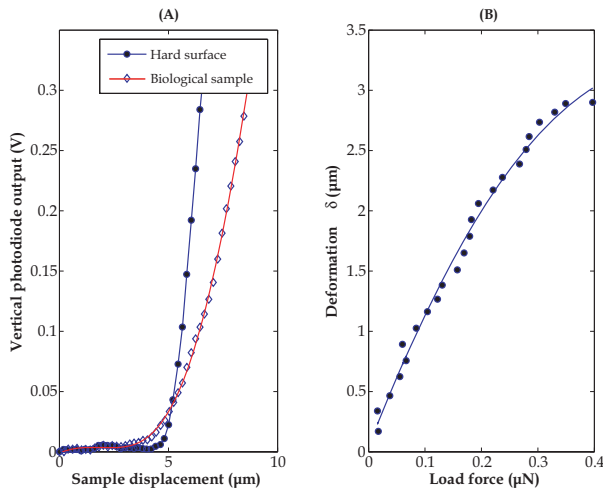 (A)
Hard surface
Biological sample
Vertical photodiode output (V)
0.3
0.25
0.2
0.15
0.1
0.05
0
0
5
10
Sample displacement (μm)
(B)
Deformation δ (μm)
3.5
3
2.5
2
1.5
1
0.5
0
0
0.1
0.2
0.3
0.4
Load force (μN)